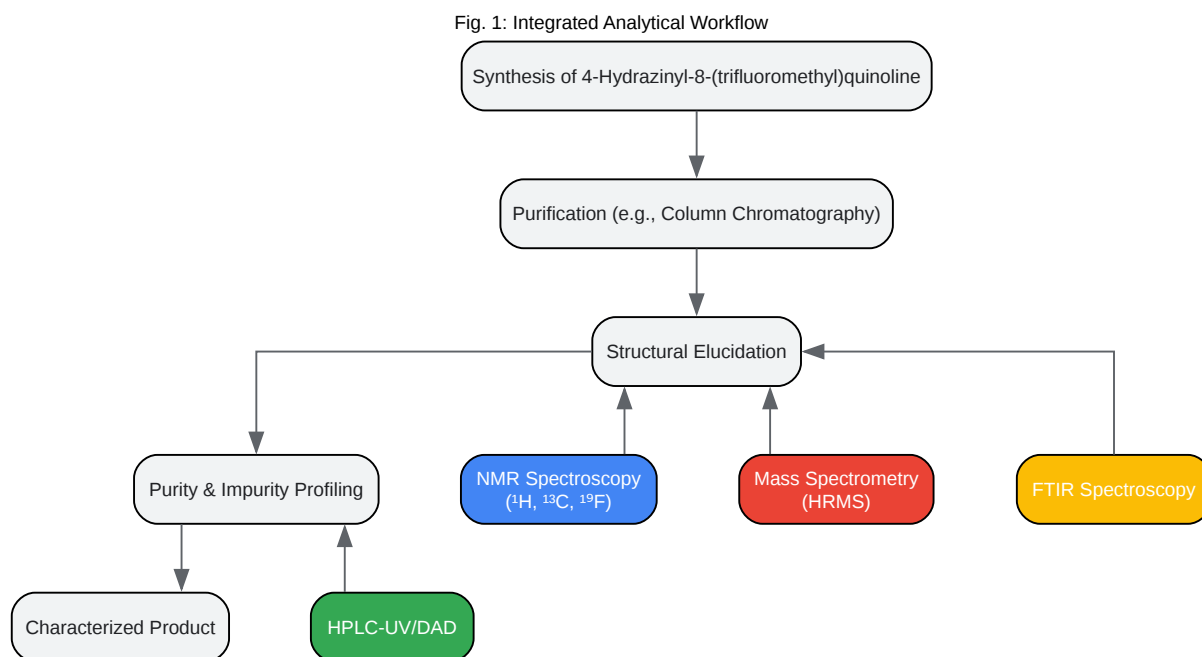 Fig. 1: Integrated Analytical Workflow
Synthesis of 4-Hydrazinyl-8-(trifluoromethyl)quinoline
Purification (e.g., Column Chromatography)
Structural Elucidation
Purity & Impurity Profiling
NMR Spectroscopy
(¹H, ¹³C, ¹⁹F)
Mass Spectrometry
(HRMS)
FTIR Spectroscopy
Characterized Product
HPLC-UV/DAD